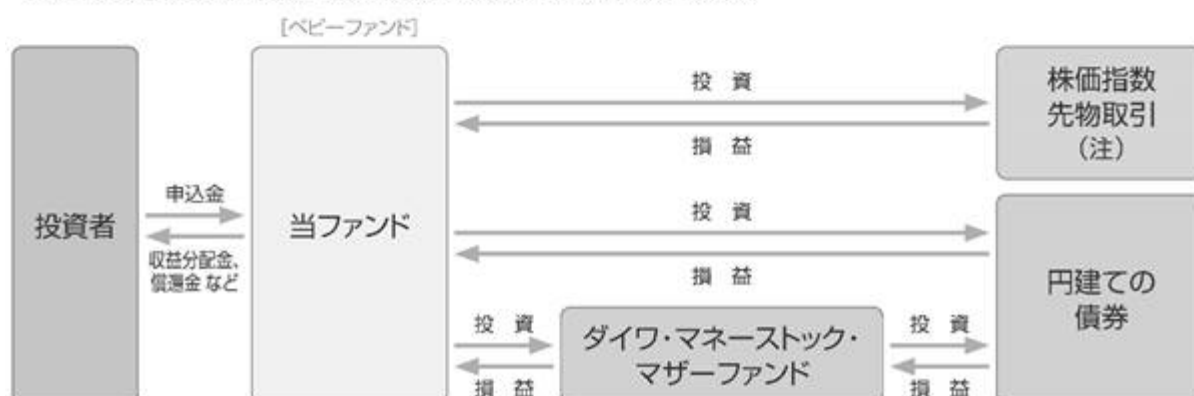 [ベビーファンド]
投資者
申込金
収益分配金、
償還金 など
当ファンド
投 資
損 益
株価指数
先物取引
(注)
投 資
損 益
円建ての
債券
投 資
損 益
ダイワ・マネーストック・
マザーファンド
投 資
損 益